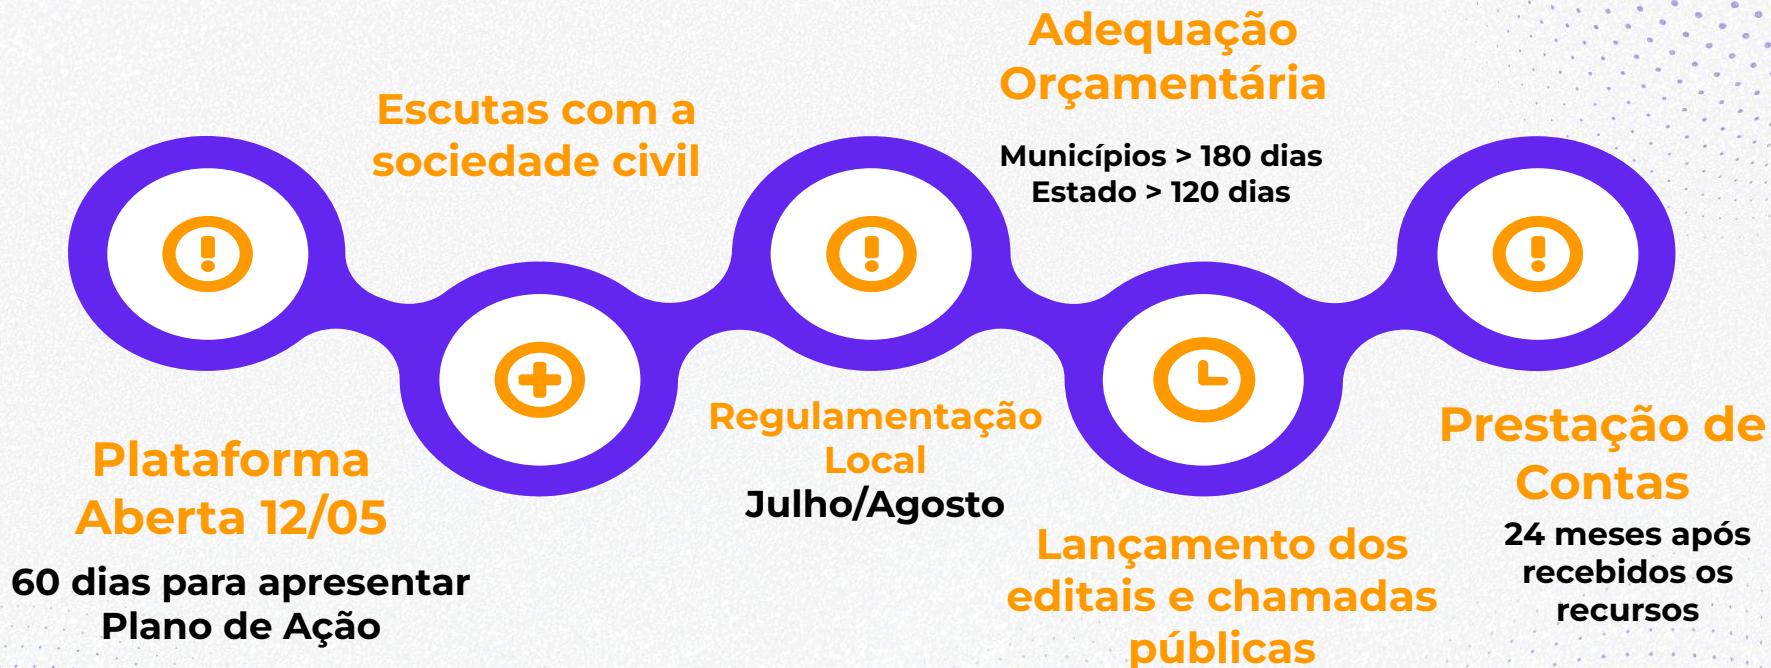 Plataforma
Aberta 12/05
60 dias para apresentar
Plano de Ação
Escutas com a
sociedade civil
Regulamentação
Local
Julho/Agosto
Adequação
Orçamentária
Municípios > 180 dias
Estado > 120 dias
Lançamento dos
editais e chamadas
públicas
Prestação de
Contas
24 meses após
recebidos os
recursos